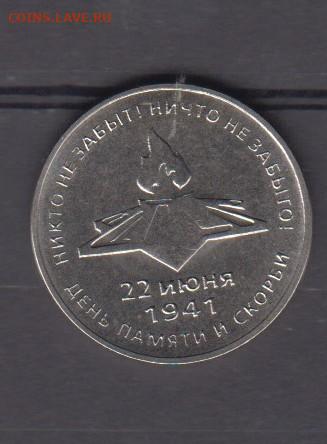 COINS.LAVE.RU
НИКТО НЕ ЗАБЫТ! НИЧТО НЕ ЗАБЫТО!
22 ИЮНЯ
1941
ДЕНЬ ПАМЯТИ И СКОРБИ